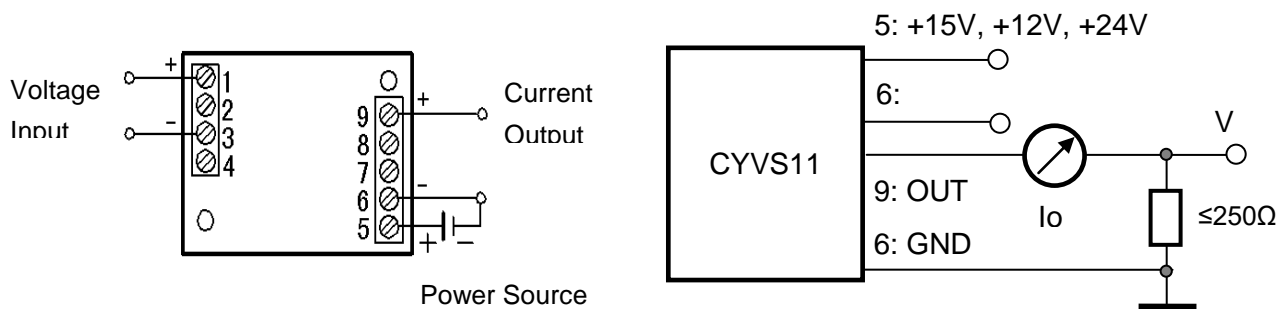 Voltage
Input
+
-
1
2
3
4
9
8
7
6
5
+
-
+
-
Current
Output
Power Source
5: +15V, +12V, +24V
6:
CYVS11
9: OUT
6: GND
Io
V
≤250Ω